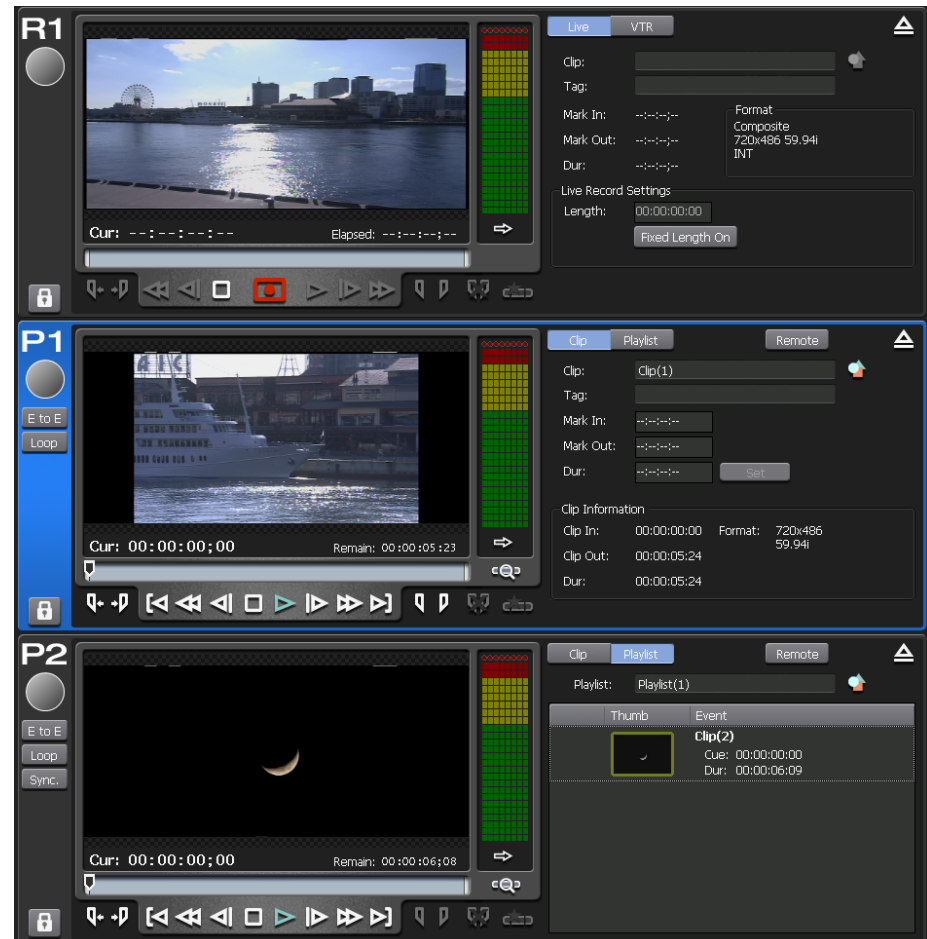 R1
Live VTR
Clip:
Tag:
Mark In: --:--:--;--
Mark Out: --:--:--;--
Dur: --:--:--;--
Format
Composite
720x486 59.94i
INT
Live Record Settings
Length: 00:00:00:00
Fixed Length On
Cur: --:--:--:-- Elapsed: --:--:--;--
P1
E to E
Loop
Clip Playlist Remote
Clip: Clip(1)
Tag:
Mark In: --:--:--;--
Mark Out: --:--:--;--
Dur: --:--:--;-- Set
Clip Information
Clip In: 00:00:00:00 Format: 720x486
59.94i
Clip Out: 00:00:05:24
Dur: 00:00:05:24
Cur: 00:00:00;00 Remain: 00:00:05:23
P2
E to E
Loop
Sync.
Clip Playlist Remote
Playlist: Playlist(1)
Thumb Event
Clip(2)
Cue: 00:00:00:00
Dur: 00:00:06:09
Cur: 00:00:00;00 Remain: 00:00:06;08